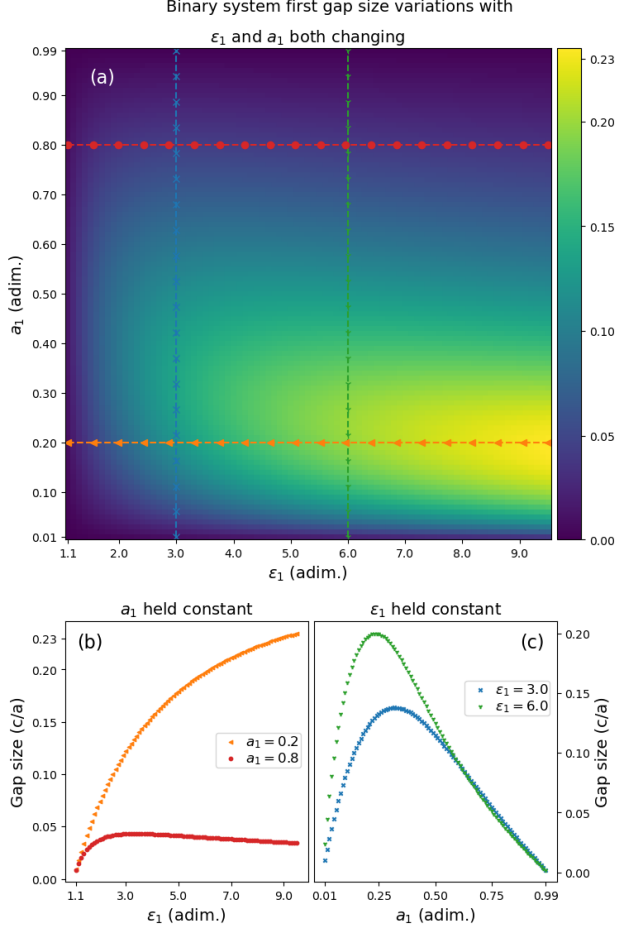 Binary system first gap size variations with
ε₁ and a₁ both changing
(a)
0.99
0.90
0.80
0.70
0.60
0.50
0.40
0.30
0.20
0.10
0.01
a₁ (adim.)
1.1 2.0 3.0 4.0 5.0 6.0 7.0 8.0 9.0
ε₁ (adim.)
0.23
0.20
0.15
0.10
0.05
0.00
a₁ held constant
(b)
0.23
0.20
0.15
0.10
0.05
0.00
Gap size (c/a)
a₁ = 0.2
a₁ = 0.8
1.1 3.0 5.0 7.0 9.0
ε₁ (adim.)
ε₁ held constant
(c)
ε₁ = 3.0
ε₁ = 6.0
0.20
0.15
0.10
0.05
0.00
Gap size (c/a)
0.01 0.25 0.50 0.75 0.99
a₁ (adim.)